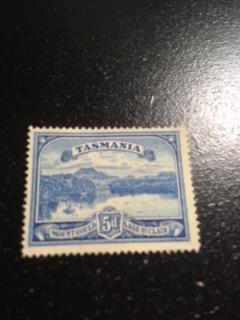 TASMANIA
5d
MOUNT GOULD LAKE ST CLAIR